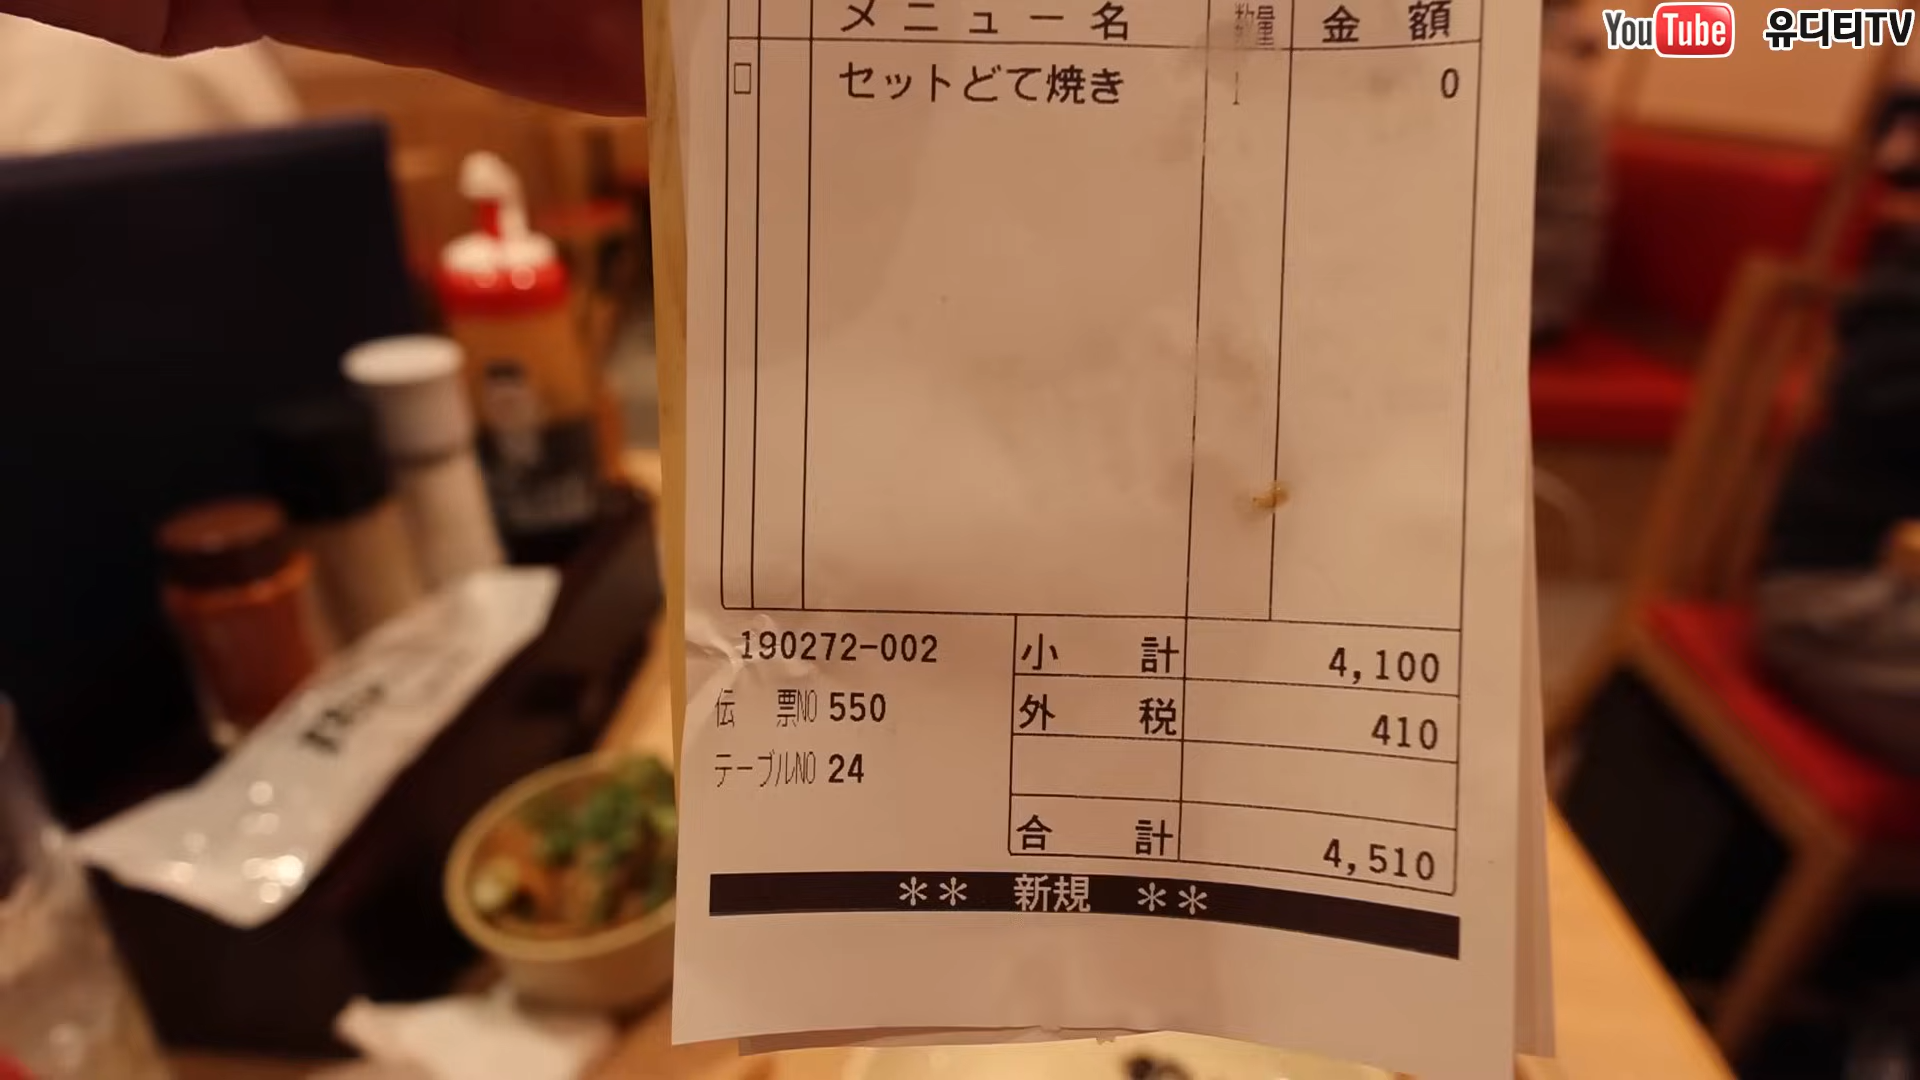 YouTube 유디티TV
メニュー名 数量 金額
セットどて焼き 1 0
190272-002 小計 4,100
伝票NO 550 外税 410
テーブルNO 24
合計 4,510
** 新規 **